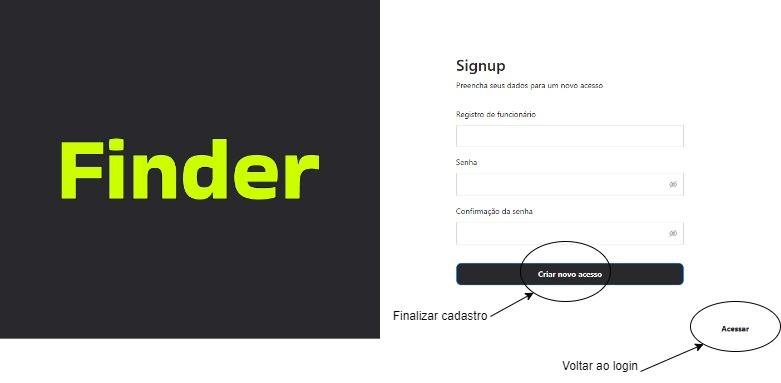 Finder
Signup
Preencha seus dados para um novo acesso
Registro de funcionário
Senha
Confirmação da senha
Criar novo acesso
Finalizar cadastro
Acessar
Voltar ao login